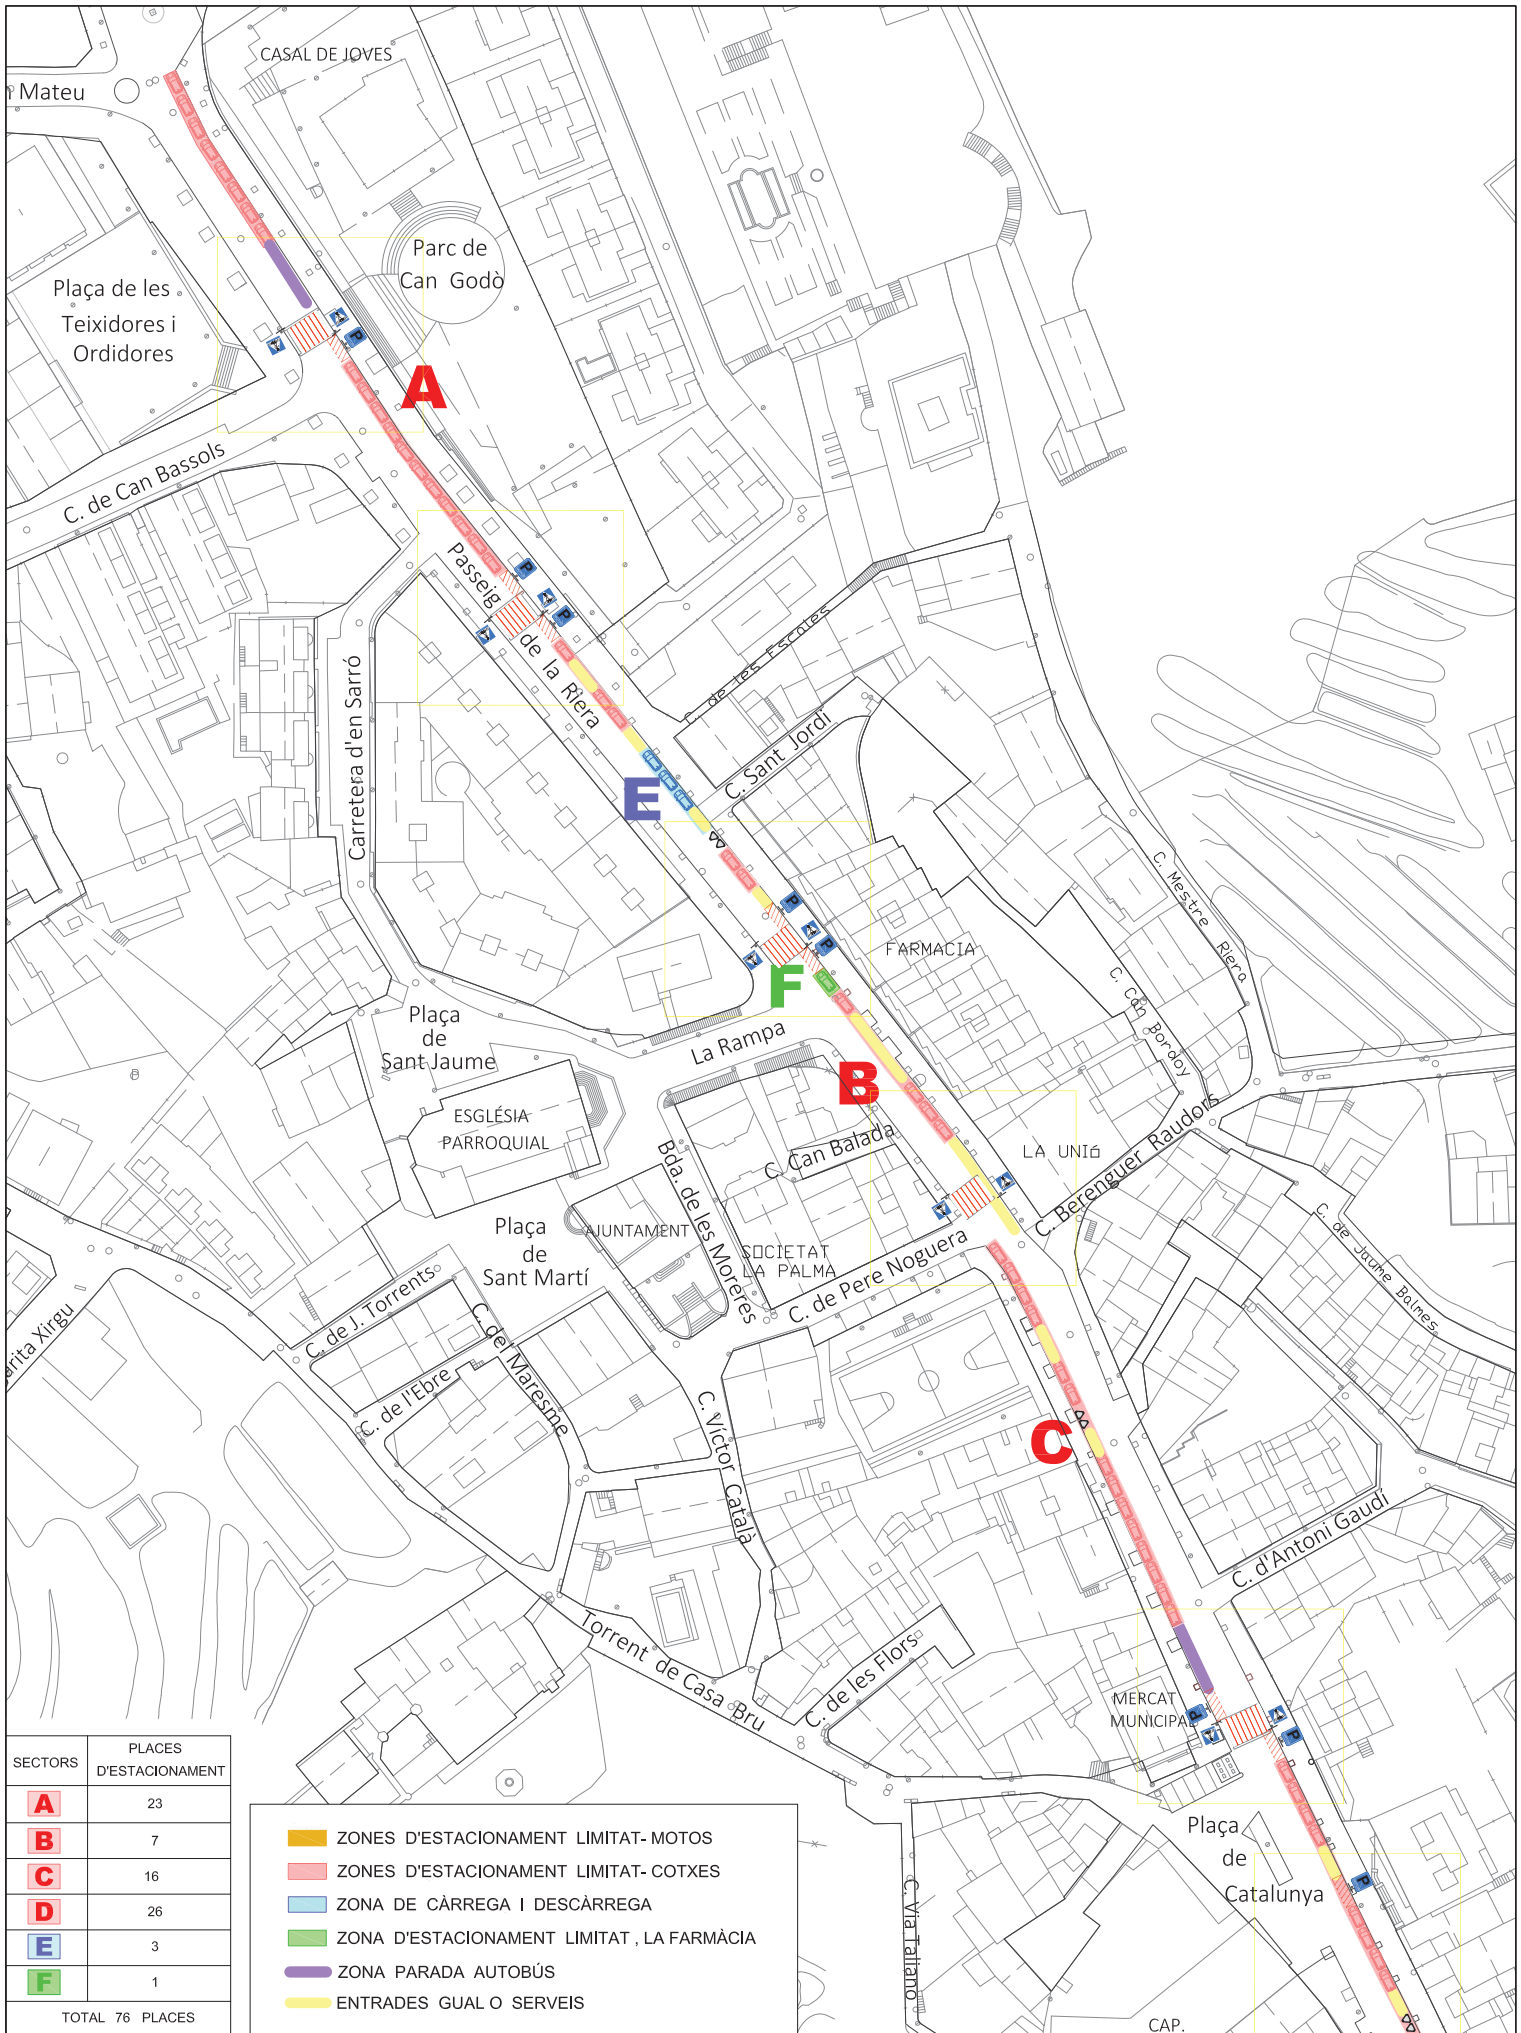 CASAL DE JOVES
n Mateu
Parc de
Can Godò
Plaça de les
Teixidores i
Ordidores
P
A
C. de Can Bassols
Passeig
de la Riera
P
P
C. de les Escoles
Carretera d'en Sarró
C. Sant Jordi
E
C. Mestre Riera
P
P
FARMACIA
F
C. Can Bordoy
Plaça
de
Sant Jaume
La Rampa
B
ESGLÉSIA
PARROQUIAL
C. Can Balada
Bda. de les Moreres
LA UNIó
C. Berenguer Raudors
C. de Jaume Balmes
Plaça
de
Sant Martí
AJUNTAMENT
SOCIETAT
LA PALMA
C. de Pere Noguera
C. de J. Torrents
C. del Maresme
C. de l'Ebre
arita Xirgu
C. Víctor Català
C
C. d'Antoni Gaudí
Torrent de Casa Bru
C. de les Flors
MERCAT
MUNICIPAL
P
P
Plaça
de
Catalunya
P
C. Via Taliano
CAP.
SECTORS
PLACES
D'ESTACIONAMENT
A 23
B 7
C 16
D 26
E 3
F 1
TOTAL 76 PLACES
ZONES D'ESTACIONAMENT LIMITAT- MOTOS
ZONES D'ESTACIONAMENT LIMITAT- COTXES
ZONA DE CÀRREGA I DESCÀRREGA
ZONA D'ESTACIONAMENT LIMITAT , LA FARMÀCIA
ZONA PARADA AUTOBÚS
ENTRADES GUAL O SERVEIS